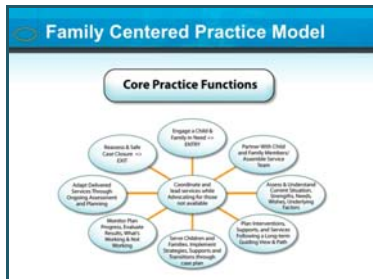 Family Centered Practice Model
Core Practice Functions
Engage a Child &
Family in Need =>
ENTRY
Partner With Child
and Family Members/
Assemble Service
Team
Assess & Understand
Current Situation,
Strengths, Needs,
Wishes, Underlying
Factors
Plan Interventions,
Supports, and Services
Following a Long-term
Guiding View & Path
Serve Children and
Families, Implement
Strategies, Supports and
Transitions through
case plan
Monitor Plan
Progress, Evaluate
Results, What's
Working & Not
Working
Adapt Delivered
Services Through
Ongoing Assessment
and Planning
Reassess & Safe
Case Closure =>
EXIT
Coordinate and
lead services while
Advocating for those
not available